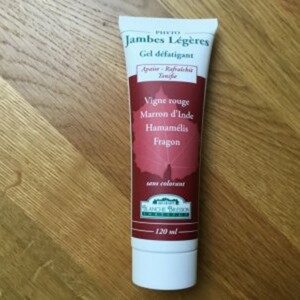 PHYTO
Jambes Légères
Gel défatigant
Apaise - Rafraîchit
Tonifie
Vigne rouge
Marron d'Inde
Hamamélis
Fragon
sans colorant
120 ml